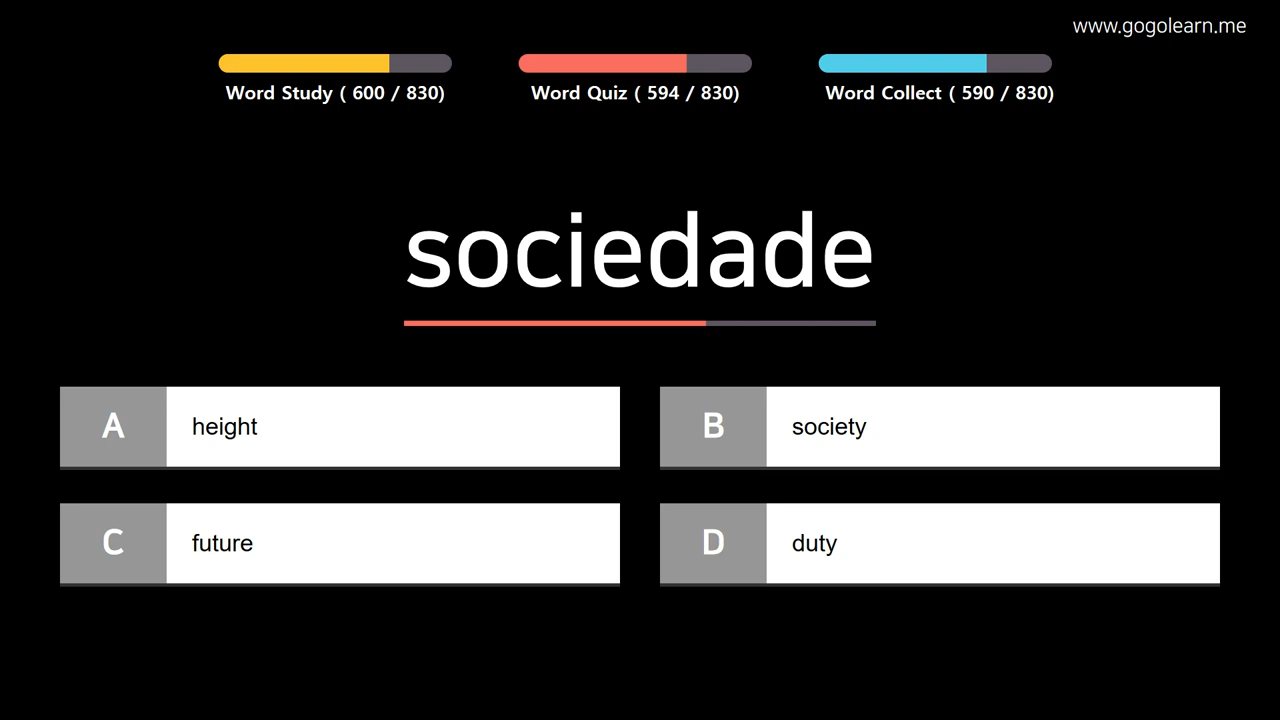 www.gogolearn.me
Word Study ( 600 / 830)
Word Quiz ( 594 / 830)
Word Collect ( 590 / 830)
sociedade
A height
B society
C future
D duty